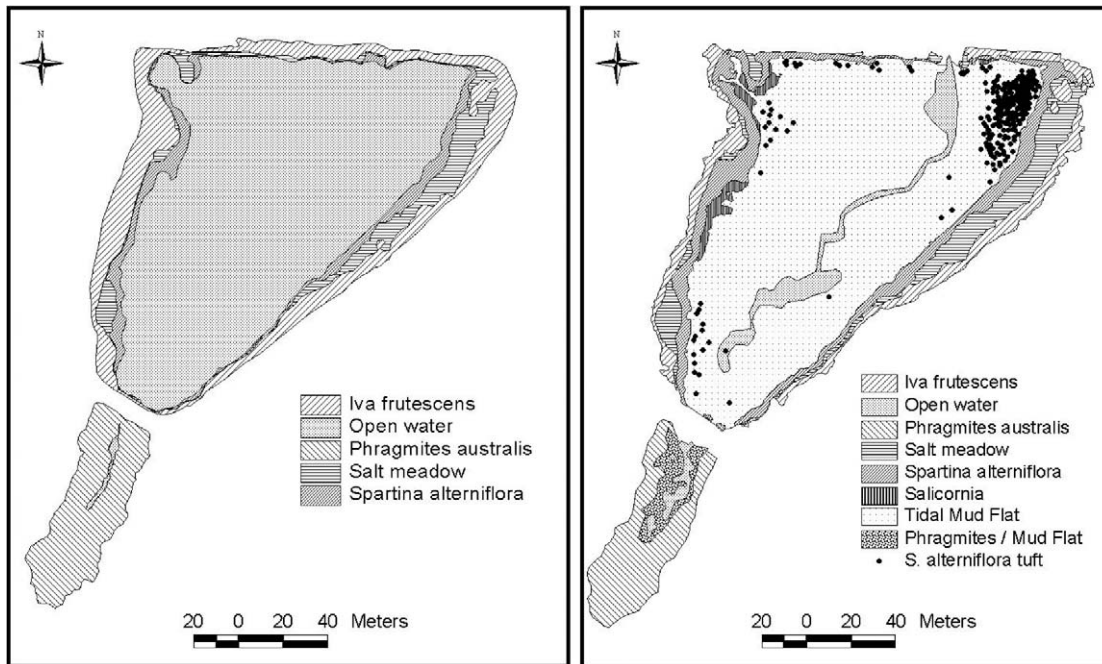 N
Iva frutescens
Open water
Phragmites australis
Salt meadow
Spartina alterniflora
20 0 20 40 Meters
N
Iva frutescens
Open water
Phragmites australis
Salt meadow
Spartina alterniflora
Salicornia
Tidal Mud Flat
Phragmites / Mud Flat
S. alterniflora tuft
20 0 20 40 Meters